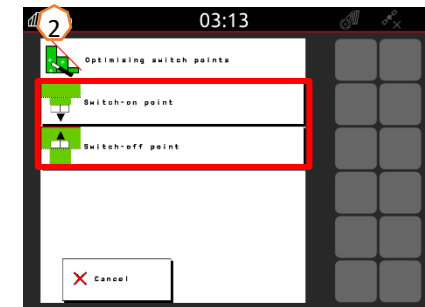 2
03:13
Optimising switch points
Switch-on point
Switch-off point
Cancel